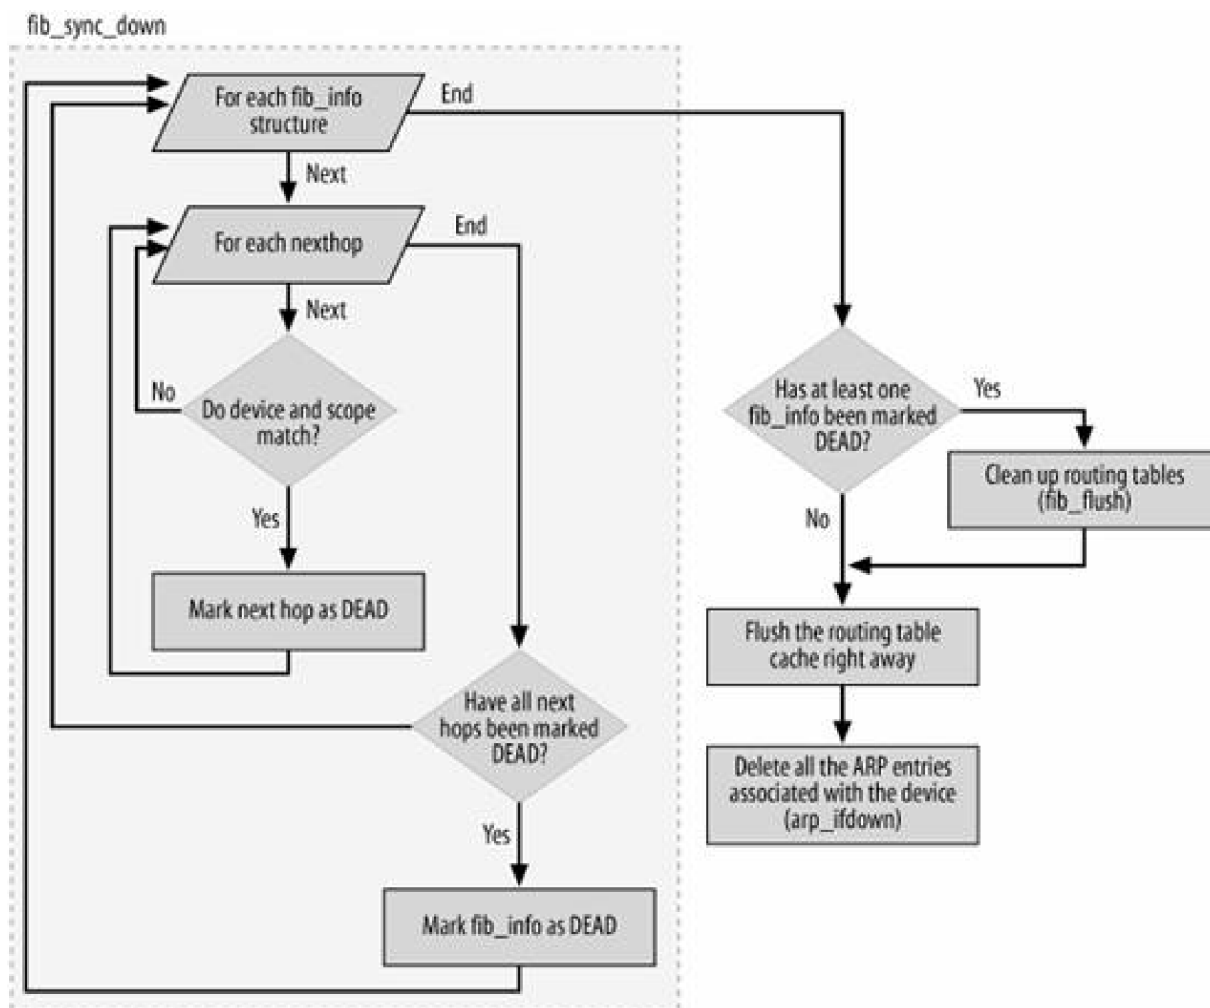 fib_sync_down
For each fib_info
structure
End
Next
For each nexthop
End
Next
No
Do device and scope
match?
Yes
Mark next hop as DEAD
Have all next
hops been marked
DEAD?
Yes
Mark fib_info as DEAD
Has at least one
fib_info been marked
DEAD?
Yes
Clean up routing tables
(fib_flush)
No
Flush the routing table
cache right away
Delete all the ARP entries
associated with the device
(arp_ifdown)